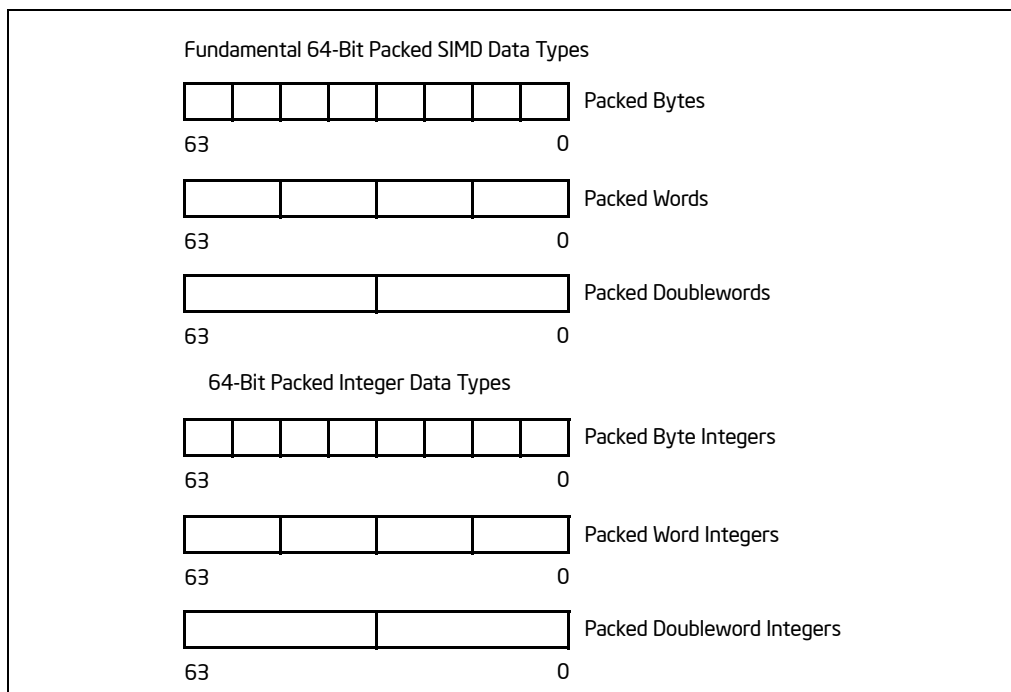 Fundamental 64-Bit Packed SIMD Data Types
Packed Bytes
63 0
Packed Words
63 0
Packed Doublewords
63 0
64-Bit Packed Integer Data Types
Packed Byte Integers
63 0
Packed Word Integers
63 0
Packed Doubleword Integers
63 0